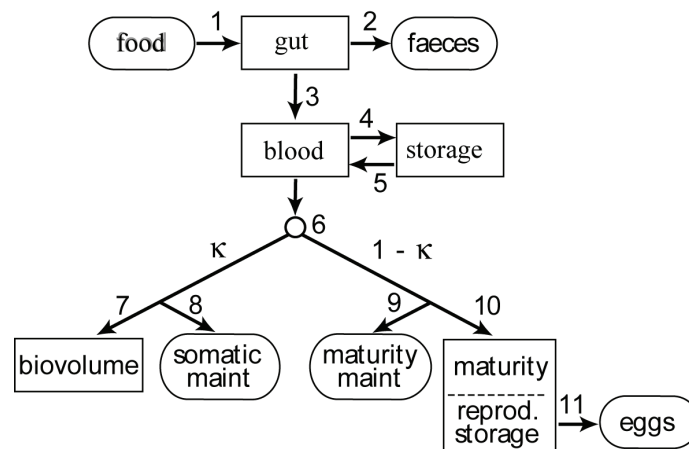 food
1
gut
2
faeces
3
blood
4
5
storage
6
κ
1 - κ
7
8
9
10
biovolume
somatic
maint
maturity
maint
maturity
reprod.
storage
11
eggs